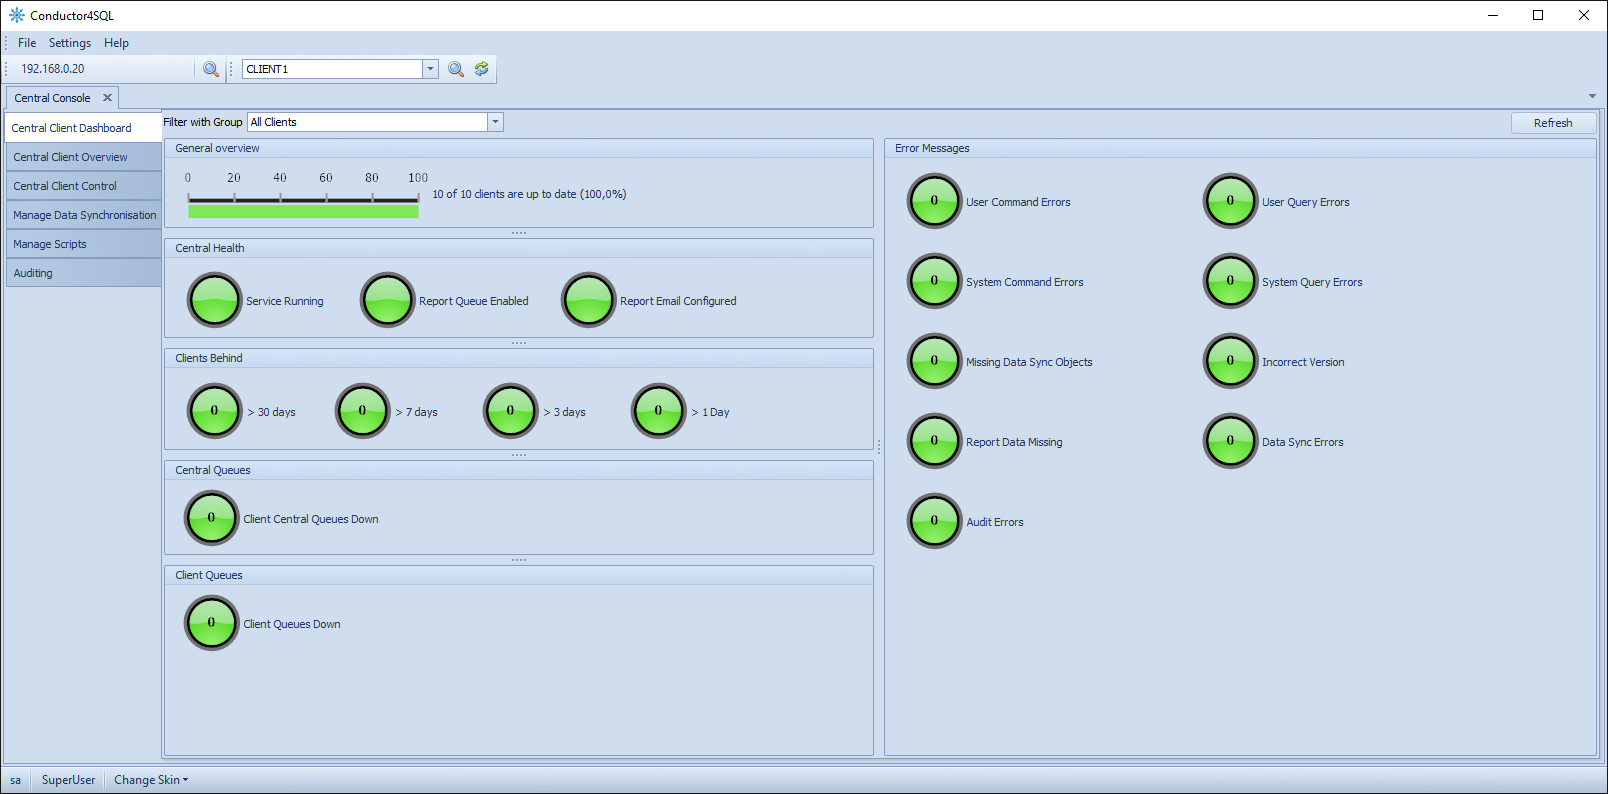 Conductor4SQL
File Settings Help
192.168.0.20 CLIENT1
Central Console
Central Client Dashboard
Central Client Overview
Central Client Control
Manage Data Synchronisation
Manage Scripts
Auditing
Filter with Group All Clients
Refresh
General overview
0 20 40 60 80 100
10 of 10 clients are up to date (100,0%)
Central Health
Service Running
Report Queue Enabled
Report Email Configured
Clients Behind
0 > 30 days
0 > 7 days
0 > 3 days
0 > 1 Day
Central Queues
0 Client Central Queues Down
Client Queues
0 Client Queues Down
Error Messages
0 User Command Errors
0 User Query Errors
0 System Command Errors
0 System Query Errors
0 Missing Data Sync Objects
0 Incorrect Version
0 Report Data Missing
0 Data Sync Errors
0 Audit Errors
sa SuperUser Change Skin